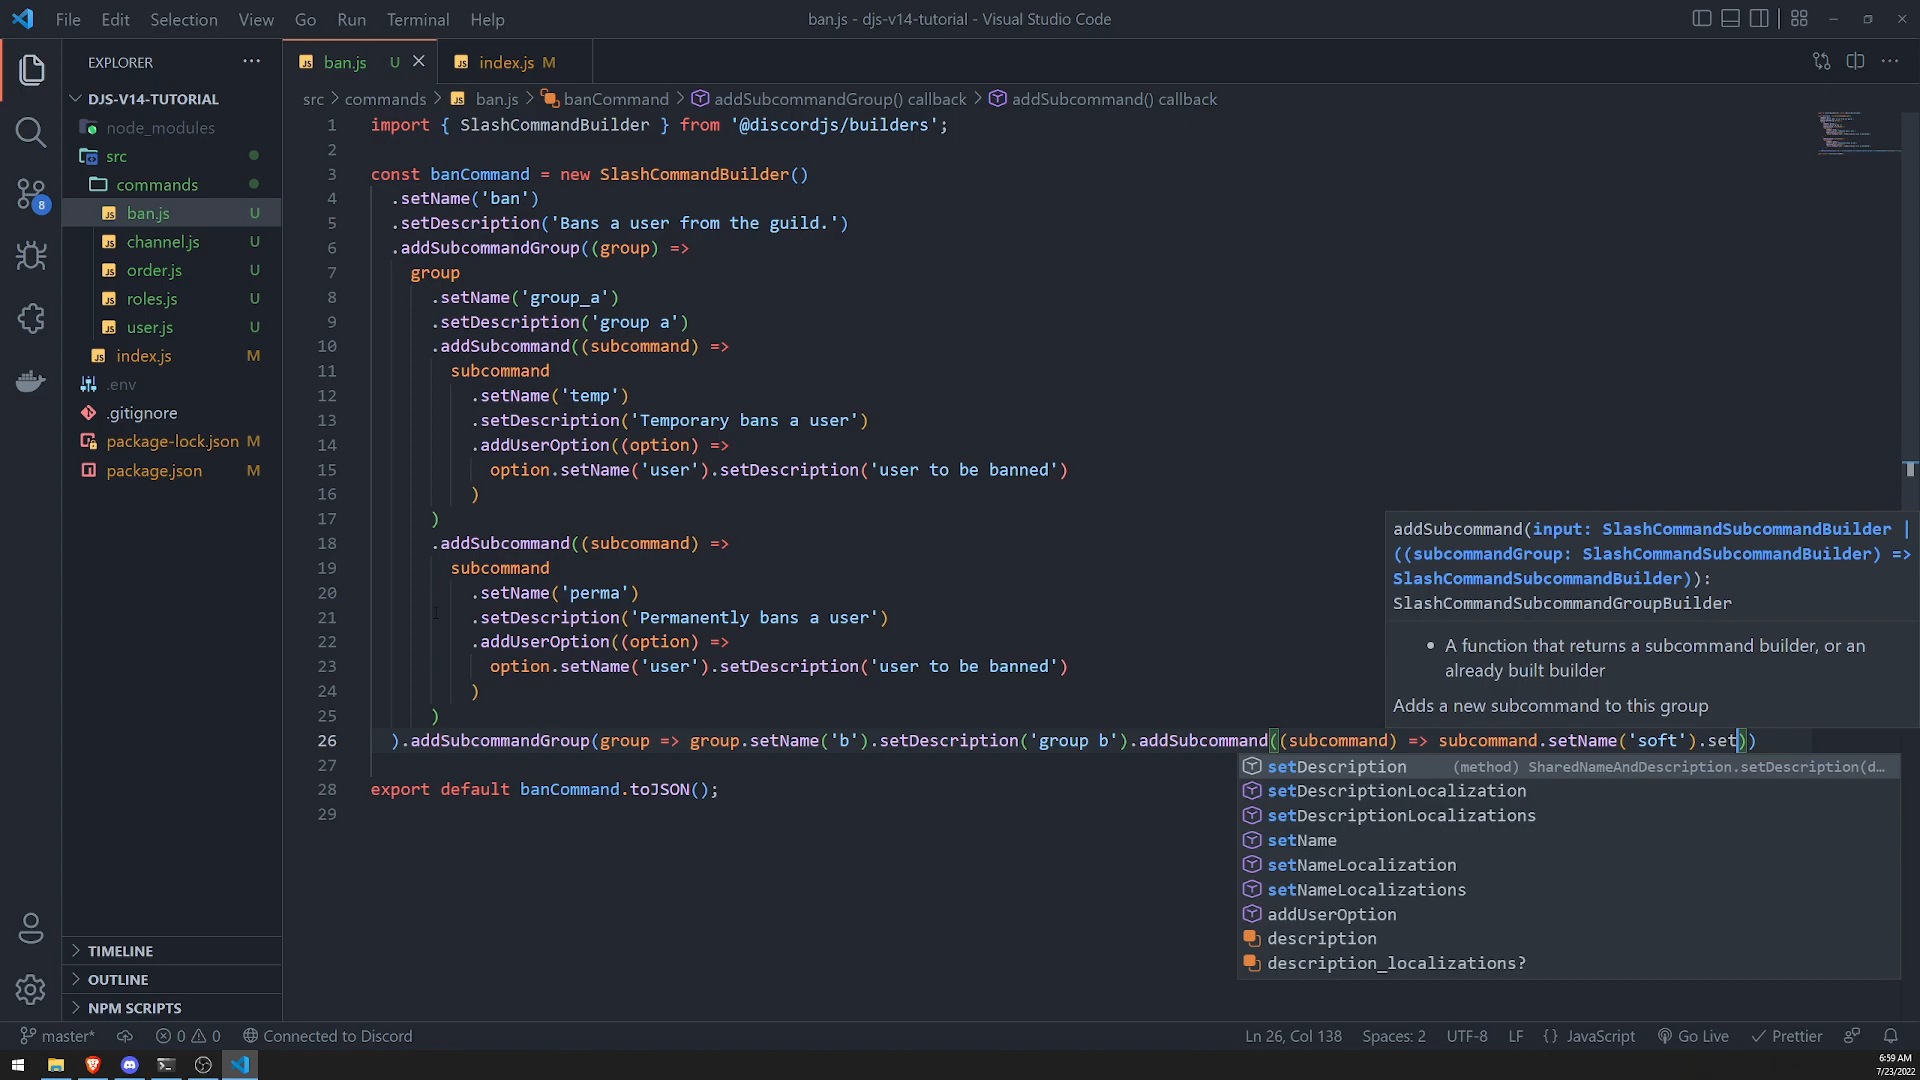 File Edit Selection View Go Run Terminal Help
ban.js - djs-v14-tutorial - Visual Studio Code
EXPLORER
ban.js U
index.js M
DJS-V14-TUTORIAL
node_modules
src
commands
ban.js U
channel.js U
order.js U
roles.js U
user.js U
index.js M
.env
.gitignore
package-lock.json M
package.json M
TIMELINE
OUTLINE
NPM SCRIPTS
8
src > commands > ban.js > banCommand > addSubcommandGroup() callback > addSubcommand() callback
1 import { SlashCommandBuilder } from '@discordjs/builders';
2
3 const banCommand = new SlashCommandBuilder()
4 .setName('ban')
5 .setDescription('Bans a user from the guild.')
6 .addSubcommandGroup((group) =>
7 group
8 .setName('group_a')
9 .setDescription('group a')
10 .addSubcommand((subcommand) =>
11 subcommand
12 .setName('temp')
13 .setDescription('Temporary bans a user')
14 .addUserOption((option) =>
15 option.setName('user').setDescription('user to be banned')
16 )
17 )
18 .addSubcommand((subcommand) =>
19 subcommand
20 .setName('perma')
21 .setDescription('Permanently bans a user')
22 .addUserOption((option) =>
23 option.setName('user').setDescription('user to be banned')
24 )
25 )
26 ).addSubcommandGroup(group => group.setName('b').setDescription('group b').addSubcommand((subcommand) => subcommand.setName('soft').set))
27
28 export default banCommand.toJSON();
29
addSubcommand(input: SlashCommandSubcommandBuilder |
((subcommandGroup: SlashCommandSubcommandBuilder) =>
SlashCommandSubcommandBuilder)):
SlashCommandSubcommandGroupBuilder
• A function that returns a subcommand builder, or an
already built builder
Adds a new subcommand to this group
setDescription (method) SharedNameAndDescription.setDescription(d…
setDescriptionLocalization
setDescriptionLocalizations
setName
setNameLocalization
setNameLocalizations
addUserOption
description
description_localizations?
master* 0 0 Connected to Discord
Ln 26, Col 138 Spaces: 2 UTF-8 LF {} JavaScript Go Live Prettier
6:59 AM
7/23/2022